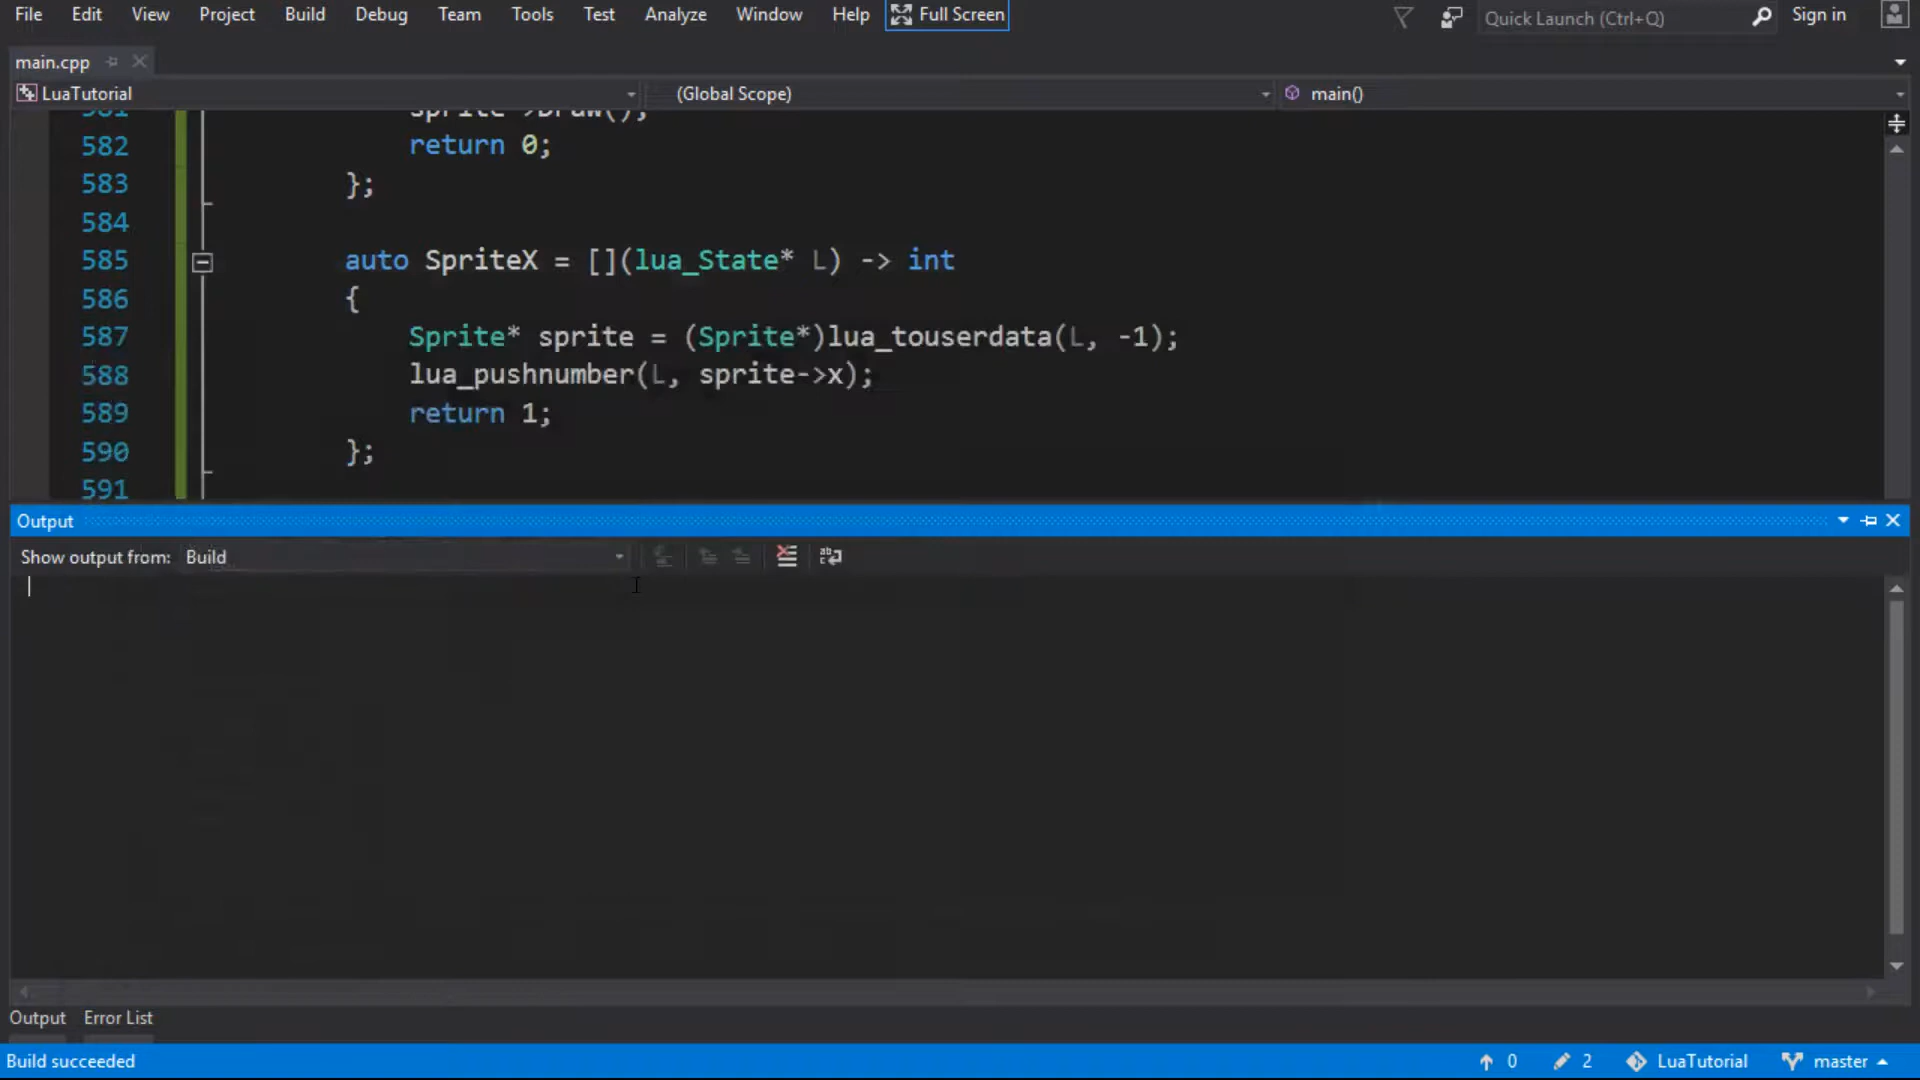 File Edit View Project Build Debug Team Tools Test Analyze Window Help Full Screen Quick Launch (Ctrl+Q) Sign in
main.cpp
LuaTutorial (Global Scope) main()
581 sprite->Draw();
582 return 0;
583 };
584
585 auto SpriteX = [](lua_State* L) -> int
586 {
587 Sprite* sprite = (Sprite*)lua_touserdata(L, -1);
588 lua_pushnumber(L, sprite->x);
589 return 1;
590 };
591
Output
Show output from: Build
Output Error List
Build succeeded 0 2 LuaTutorial master